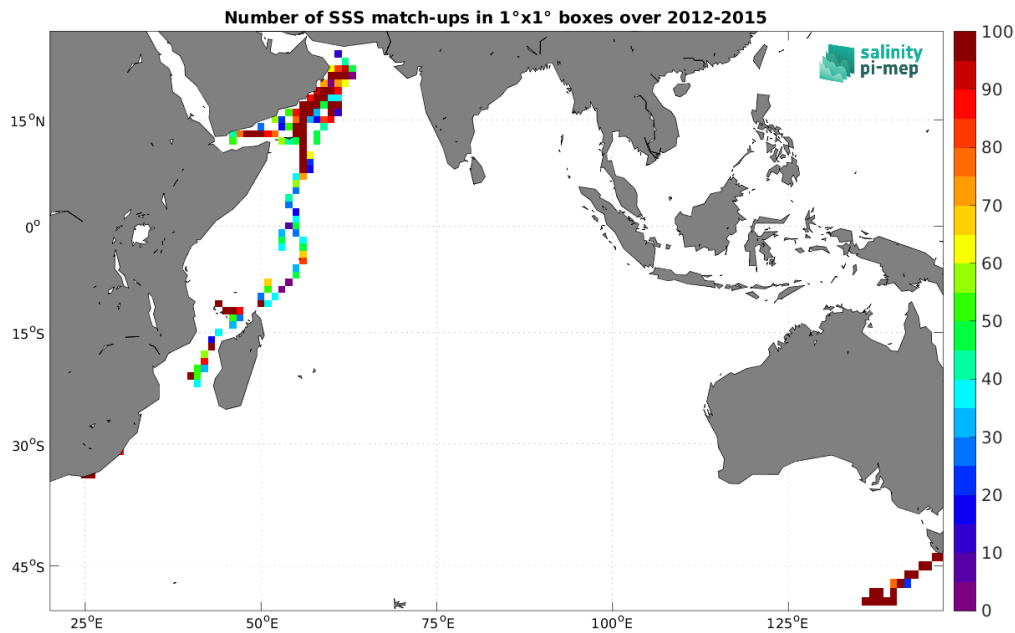 Number of SSS match-ups in 1°x1° boxes over 2012-2015
salinity
pi-mep
100
90
80
70
60
50
40
30
20
10
0
15°N
0°
15°S
30°S
45°S
25°E
50°E
75°E
100°E
125°E